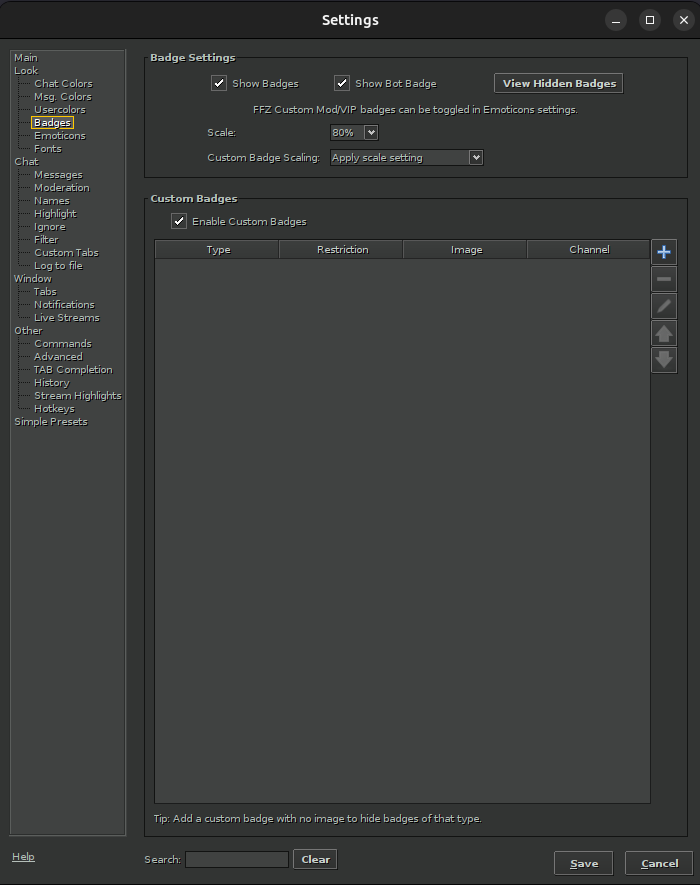 Settings
Main
Look
Chat Colors
Msg. Colors
Usercolors
Badges
Emoticons
Fonts
Chat
Messages
Moderation
Names
Highlight
Ignore
Filter
Custom Tabs
Log to file
Window
Tabs
Notifications
Live Streams
Other
Commands
Advanced
TAB Completion
History
Stream Highlights
Hotkeys
Simple Presets
Help
Badge Settings
Show Badges Show Bot Badge View Hidden Badges
FFZ Custom Mod/VIP badges can be toggled in Emoticons settings.
Scale: 80%
Custom Badge Scaling: Apply scale setting
Custom Badges
Enable Custom Badges
Type Restriction Image Channel
Tip: Add a custom badge with no image to hide badges of that type.
Search: Clear
Save Cancel